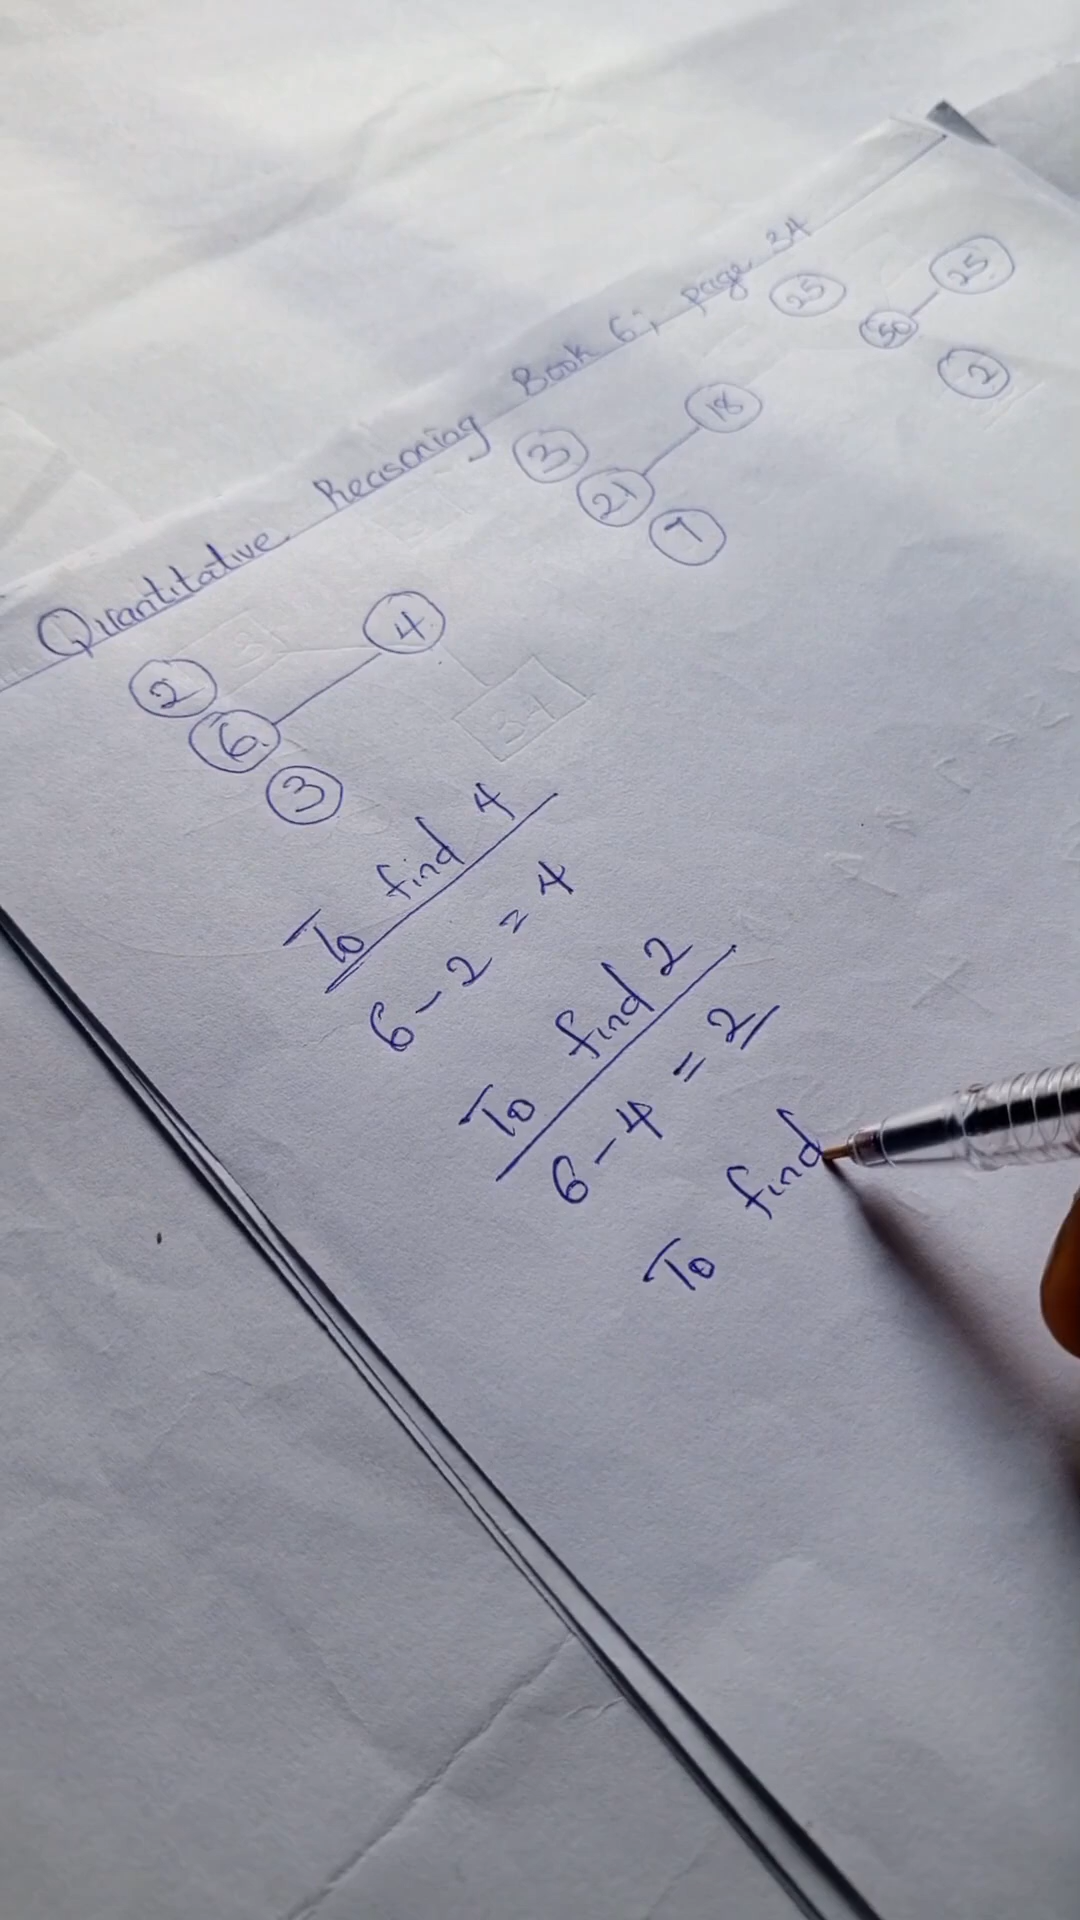 Quantitative Reasoning Book 6; page 34
2 4
6
3
3 18
21
7
25 25
50
2
To find 4
6 - 2 = 4
To find 2
6 - 4 = 2
To find